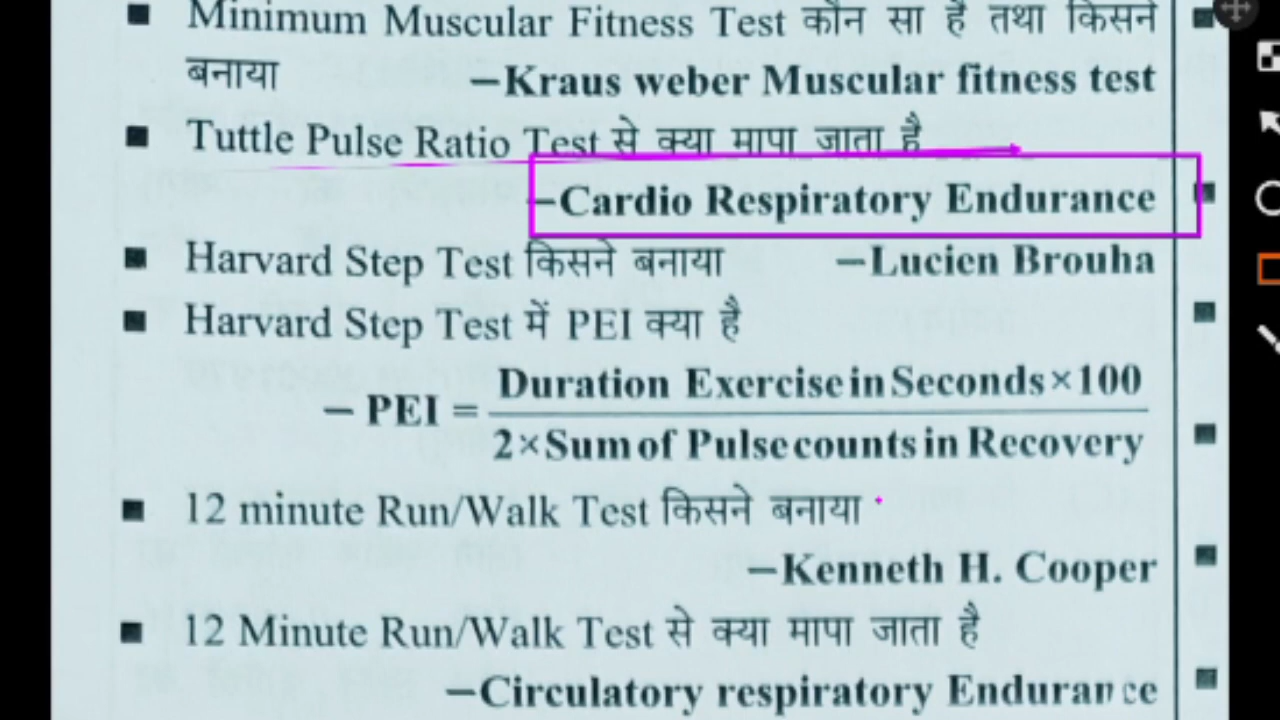 ■ Minimum Muscular Fitness Test कौन सा है तथा किसने
बनाया –Kraus weber Muscular fitness test
■ Tuttle Pulse Ratio Test से क्या मापा जाता है
–Cardio Respiratory Endurance
■ Harvard Step Test किसने बनाया –Lucien Brouha
■ Harvard Step Test में PEI क्या है
– PEI = Duration Exercise in Seconds×100
2×Sum of Pulse counts in Recovery
■ 12 minute Run/Walk Test किसने बनाया
–Kenneth H. Cooper
■ 12 Minute Run/Walk Test से क्या मापा जाता है
–Circulatory respiratory Endurance